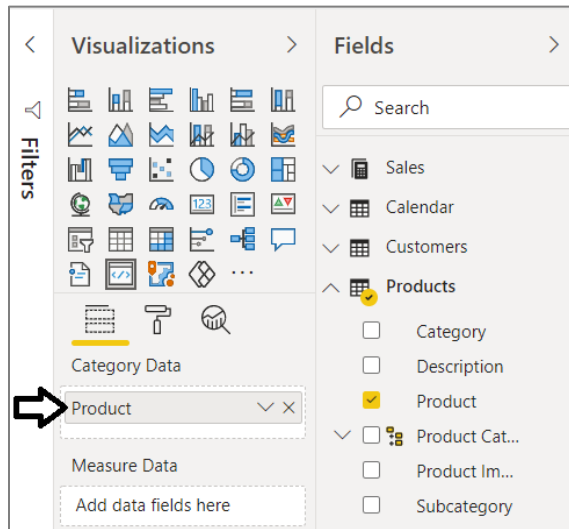 Visualizations
Fields
Filters
Search
123
Sales
Calendar
Customers
Products
Category
Description
Product
Product Cat...
Product Im...
Subcategory
Category Data
Product
Measure Data
Add data fields here